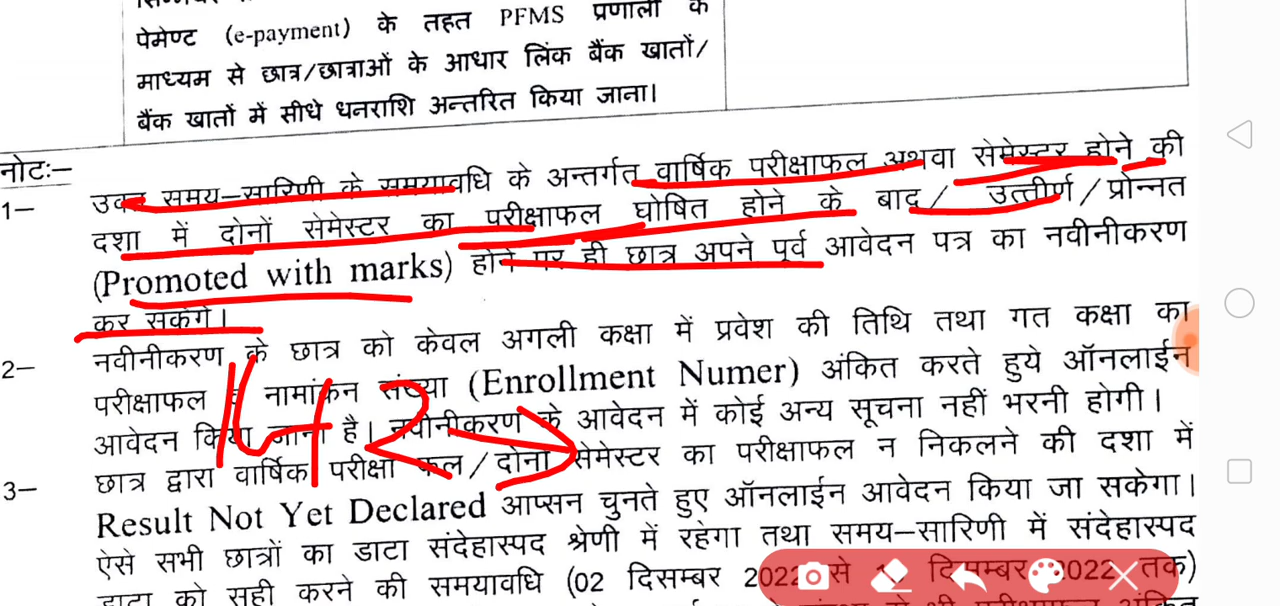 पेमेण्ट (e-payment) के तहत PFMS प्रणाली के
माध्यम से छात्र/छात्राओं के आधार लिंक बैंक खातों/
बैंक खातों में सीधे धनराशि अन्तरित किया जाना।
नोटः—
1— उक्त समय—सारिणी के समयावधि के अन्तर्गत वार्षिक परीक्षाफल अथवा सेमेस्टर होने की
दशा में दोनों सेमेस्टर का परीक्षाफल घोषित होने के बाद / उत्तीर्ण/प्रोन्नत
(Promoted with marks) होने पर ही छात्र अपने पूर्व आवेदन पत्र का नवीनीकरण
कर सकेंगे।
2— नवीनीकरण के छात्र को केवल अगली कक्षा में प्रवेश की तिथि तथा गत कक्षा का
परीक्षाफल व नामांकन संख्या (Enrollment Numer) अंकित करते हुये ऑनलाईन
आवेदन किया जाना है। नवीनीकरण के आवेदन में कोई अन्य सूचना नहीं भरनी होगी।
3— छात्र द्वारा वार्षिक परीक्षा फल/दोनों सेमेस्टर का परीक्षाफल न निकलने की दशा में
Result Not Yet Declared आप्सन चुनते हुए ऑनलाईन आवेदन किया जा सकेगा।
ऐसे सभी छात्रों का डाटा संदेहास्पद श्रेणी में रहेगा तथा समय—सारिणी में संदेहास्पद
डाटा को सही करने की समयावधि (02 दिसम्बर 2022 से दिसम्बर 2022 तक)